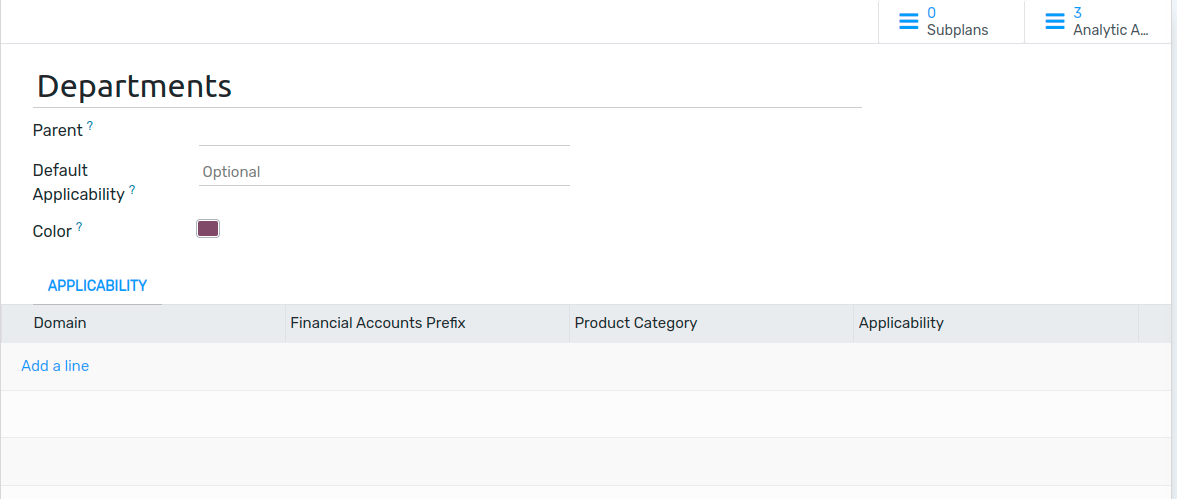 0
Subplans
3
Analytic A...
Departments
Parent ?
Optional
Default
Applicability ?
Color ?
APPLICABILITY
Domain Financial Accounts Prefix Product Category Applicability
Add a line